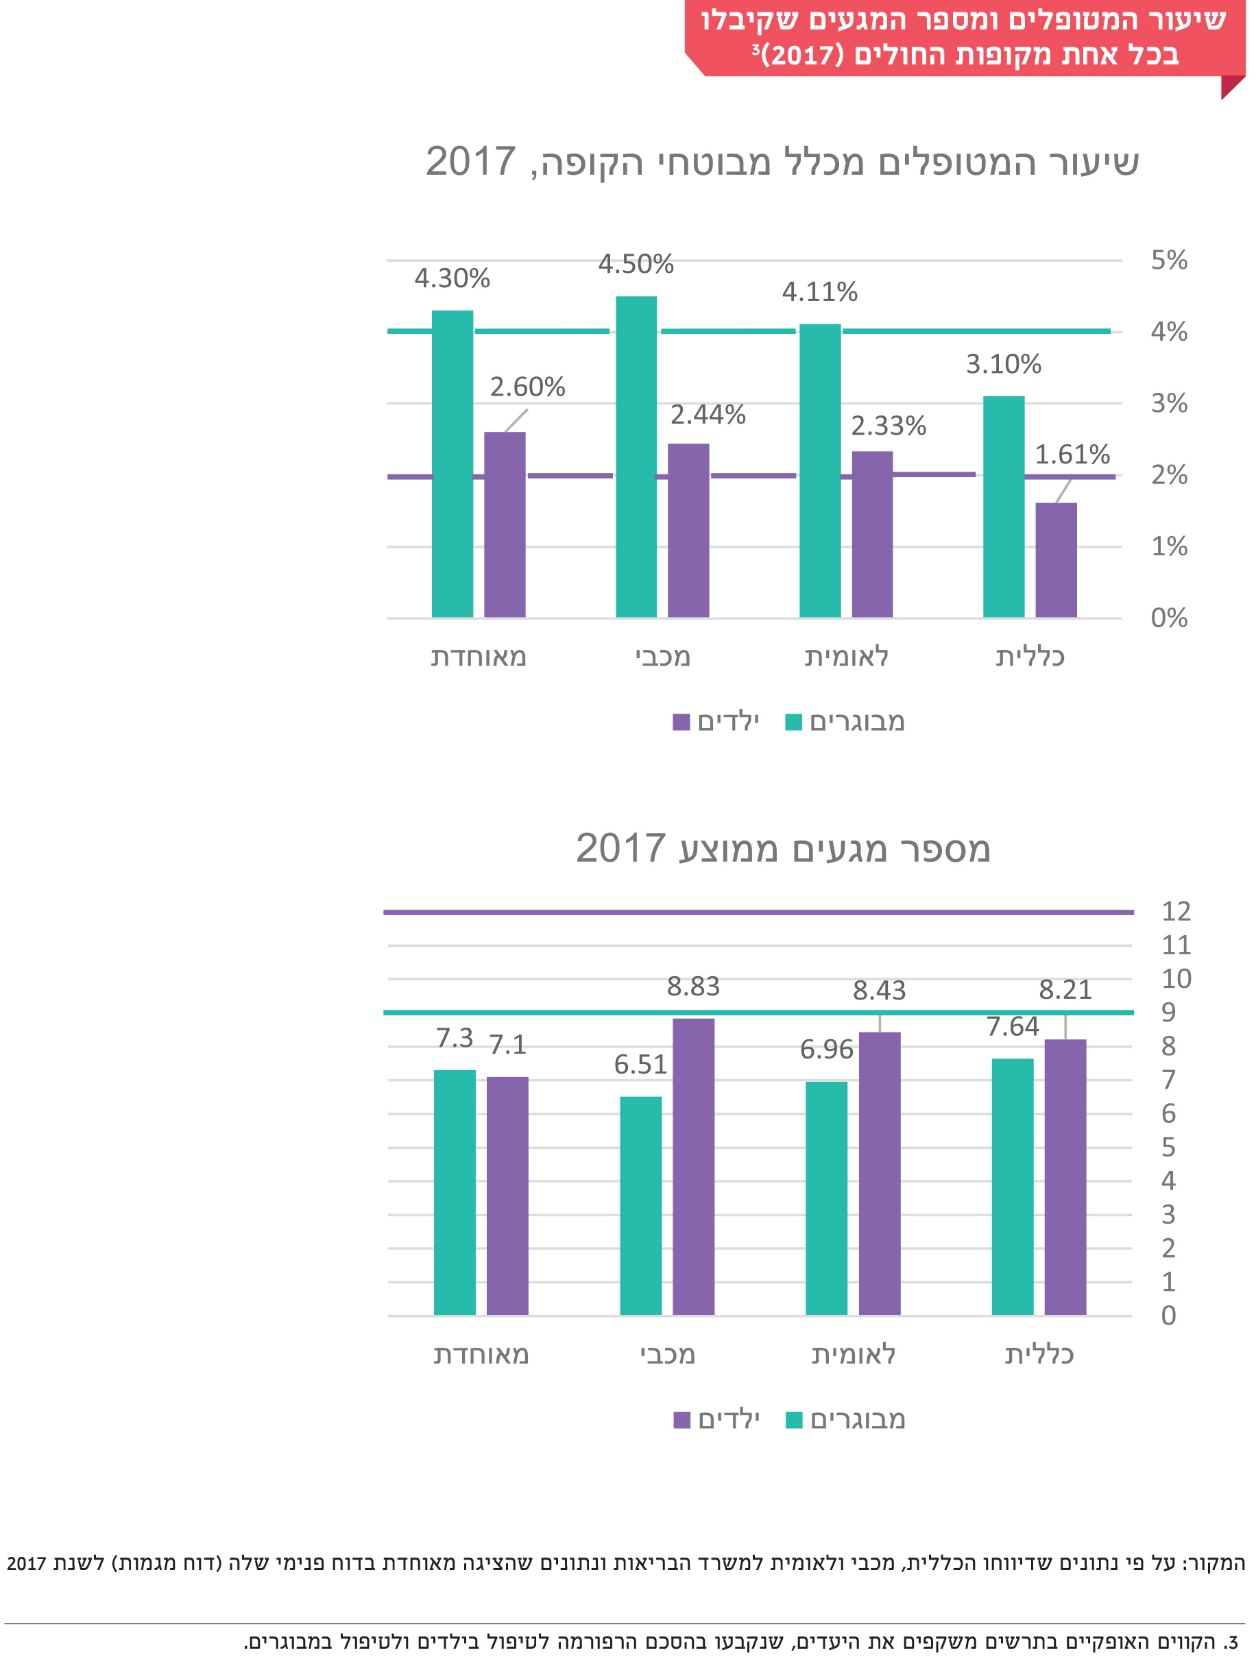 שיעור המטופלים ומספר המגעים שקיבלו
בכל אחת מקופות החולים (2017)3
שיעור המטופלים מכלל מבוטחי הקופה, 2017
5%
4%
3%
2%
1%
0%
3.10%
1.61%
4.11%
2.33%
4.50%
2.44%
4.30%
2.60%
כללית
לאומית
מכבי
מאוחדת
מבוגרים
ילדים
מספר מגעים ממוצע 2017
12
11
10
9
8
7
6
5
4
3
2
1
0
7.64
8.21
6.96
8.43
6.51
8.83
7.3
7.1
כללית
לאומית
מכבי
מאוחדת
מבוגרים
ילדים
המקור: על פי נתונים שדיווחו הכללית, מכבי ולאומית למשרד הבריאות ונתונים שהציגה מאוחדת בדוח פנימי שלה (דוח מגמות) לשנת 2017
3. הקווים האופקיים בתרשים משקפים את היעדים, שנקבעו בהסכם הרפורמה לטיפול בילדים ולטיפול במבוגרים.